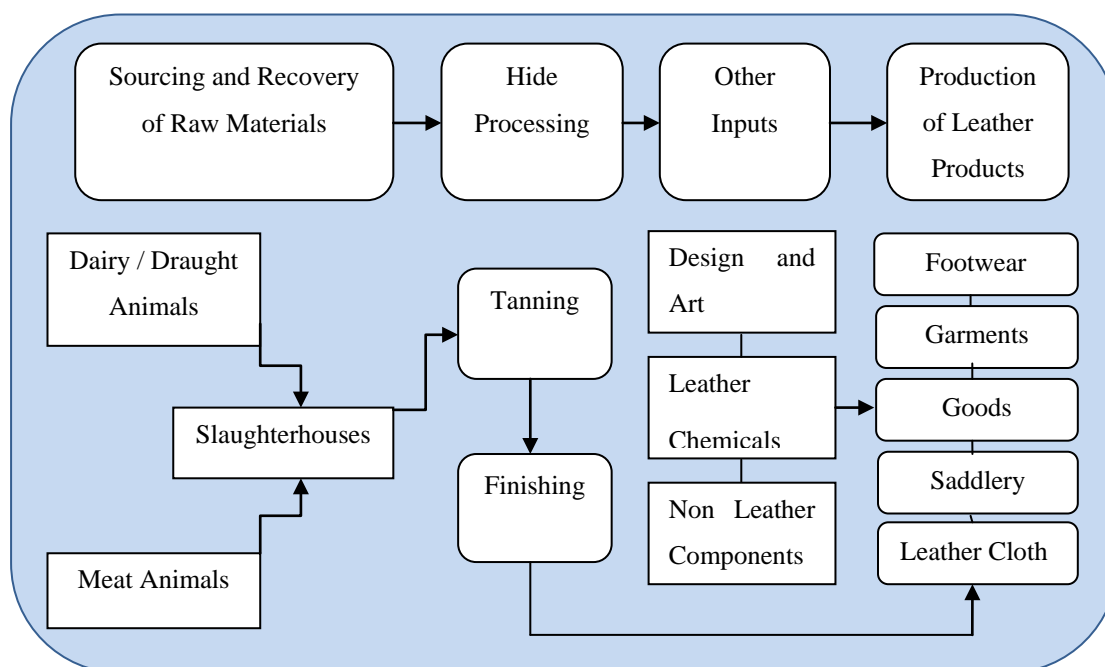 Sourcing and Recovery
of Raw Materials
Hide
Processing
Other
Inputs
Production
of Leather
Products
Dairy / Draught
Animals
Slaughterhouses
Meat Animals
Tanning
Finishing
Design and
Art
Leather
Chemicals
Non Leather
Components
Footwear
Garments
Goods
Saddlery
Leather Cloth